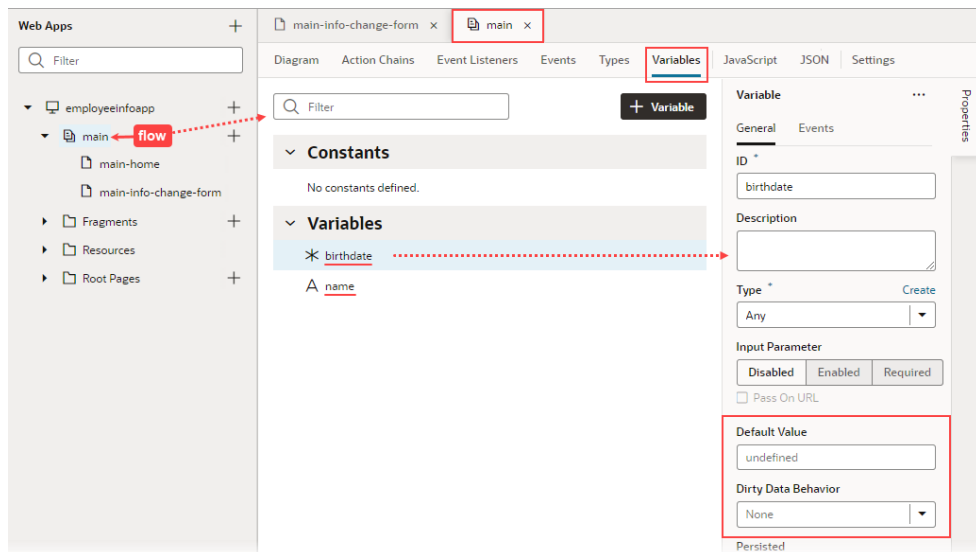 Web Apps
Filter
employeeinfoapp
main
flow
main-home
main-info-change-form
Fragments
Resources
Root Pages
main-info-change-form
main
Diagram
Action Chains
Event Listeners
Events
Types
Variables
JavaScript
JSON
Settings
Filter
+ Variable
Constants
No constants defined.
Variables
birthdate
A name
Variable
...
General
Events
ID *
birthdate
Description
Type *
Create
Any
Input Parameter
Disabled
Enabled
Required
Pass On URL
Default Value
undefined
Dirty Data Behavior
None
Persisted
Properties